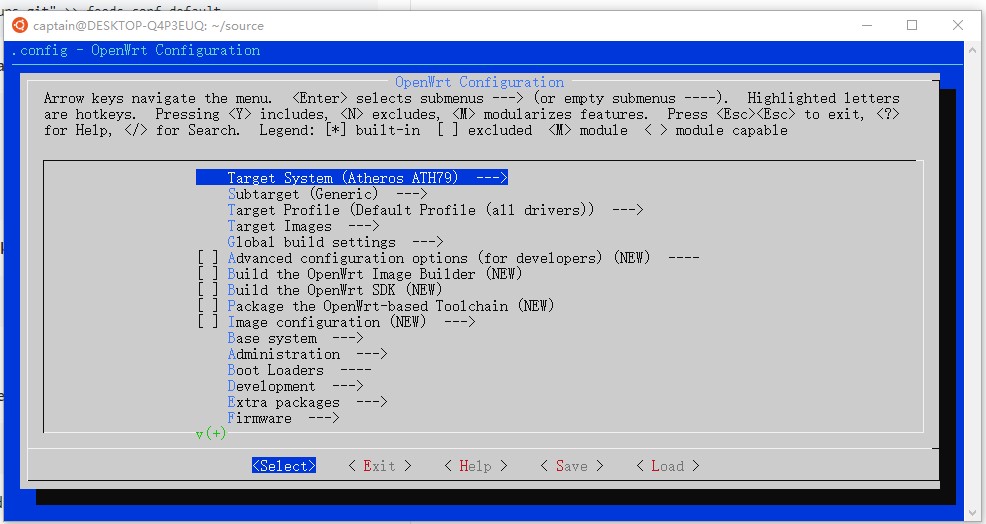 captain@DESKTOP-Q4P3EUQ: ~/source
.config - OpenWrt Configuration
OpenWrt Configuration
Arrow keys navigate the menu.  <Enter> selects submenus ---> (or empty submenus ----).  Highlighted letters
are hotkeys.  Pressing <Y> includes, <N> excludes, <M> modularizes features.  Press <Esc><Esc> to exit, <?>
for Help, </> for Search.  Legend: [*] built-in  [ ] excluded  <M> module  < > module capable
Target System (Atheros ATH79)  --->
Subtarget (Generic)  --->
Target Profile (Default Profile (all drivers))  --->
Target Images  --->
Global build settings  --->
[ ] Advanced configuration options (for developers) (NEW)  ----
[ ] Build the OpenWrt Image Builder (NEW)
[ ] Build the OpenWrt SDK (NEW)
[ ] Package the OpenWrt-based Toolchain (NEW)
[ ] Image configuration (NEW)  --->
Base system  --->
Administration  --->
Boot Loaders  ----
Development  --->
Extra packages  --->
Firmware  --->
v(+)
<Select>    < Exit >    < Help >    < Save >    < Load >